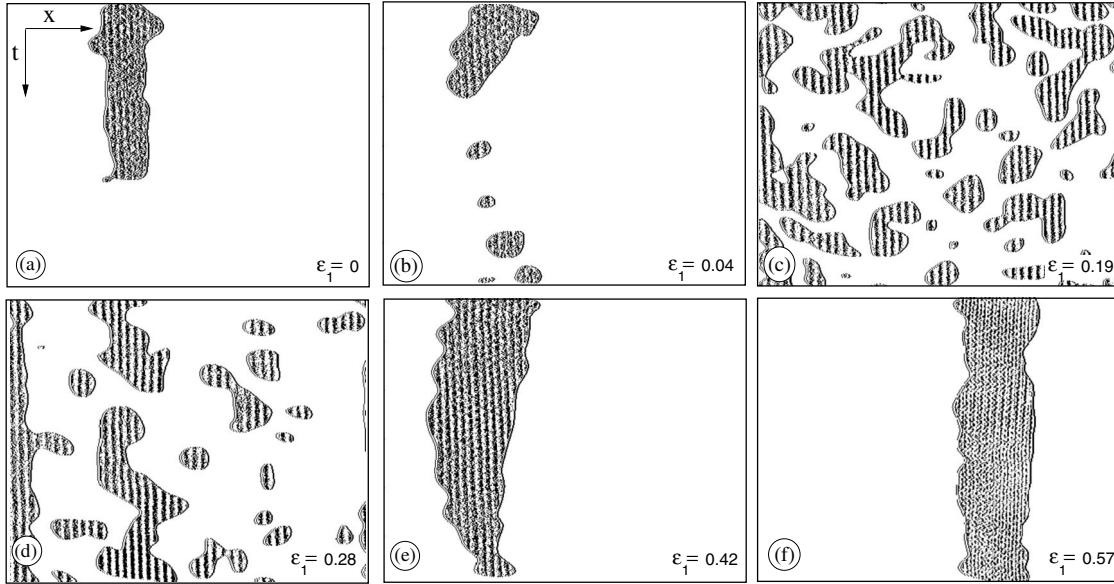 x
t
(a)
ε₁= 0
(b)
ε₁= 0.04
(c)
ε₁= 0.19
(d)
ε₁= 0.28
(e)
ε₁= 0.42
(f)
ε₁= 0.57